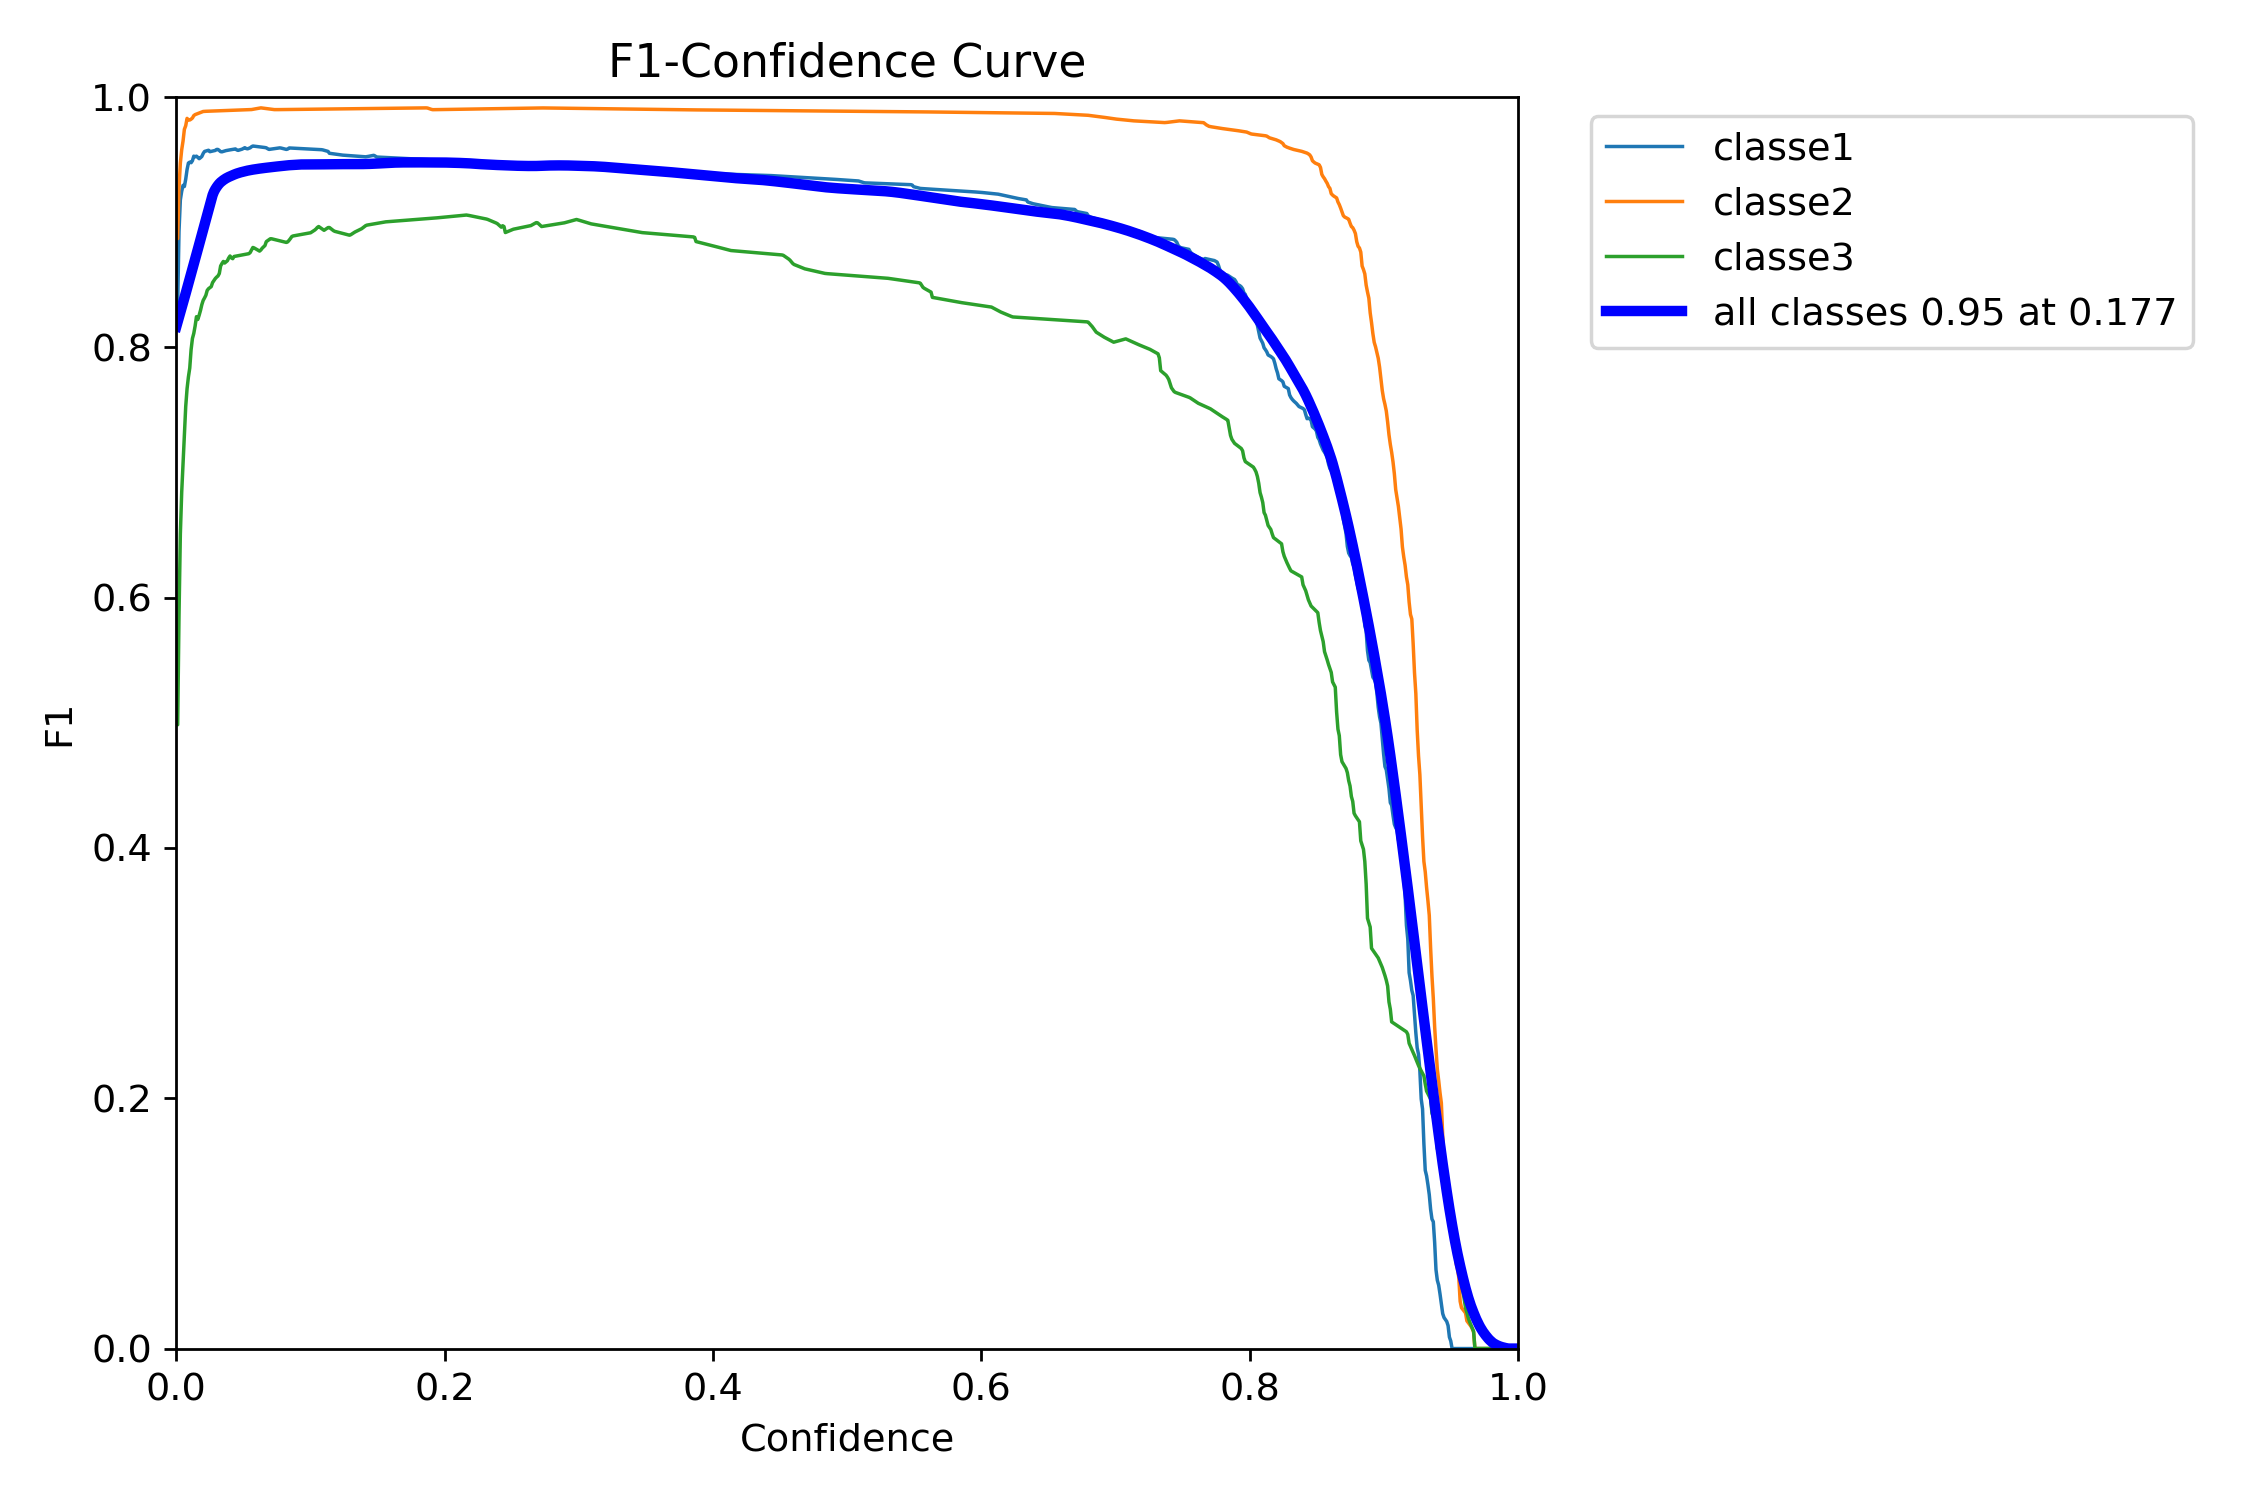 F1-Confidence Curve
1.0
0.8
0.6
0.4
0.2
0.0
F1
0.0 0.2 0.4 0.6 0.8 1.0
Confidence
classe1
classe2
classe3
all classes 0.95 at 0.177